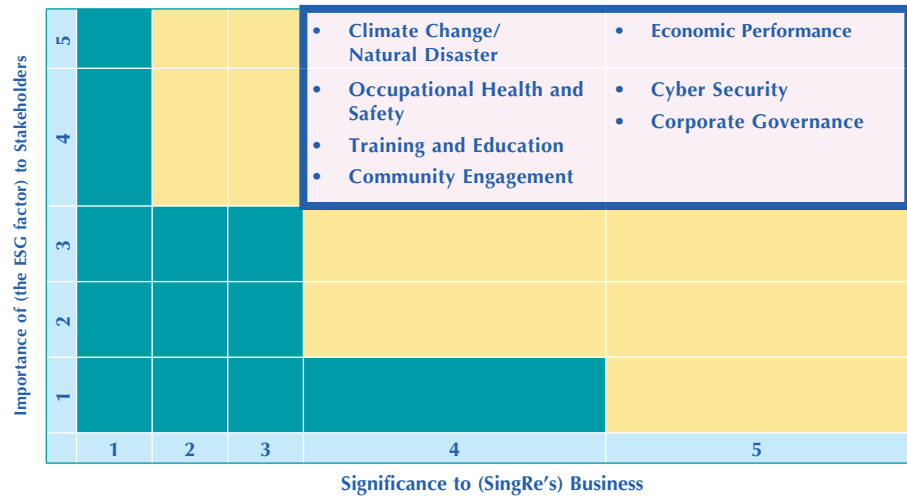 Importance of (the ESG factor) to Stakeholders
5
• Climate Change/
Natural Disaster
• Economic Performance
4
• Occupational Health and
Safety
• Training and Education
• Community Engagement
• Cyber Security
• Corporate Governance
3
2
1
1 2 3 4 5
Significance to (SingRe's) Business